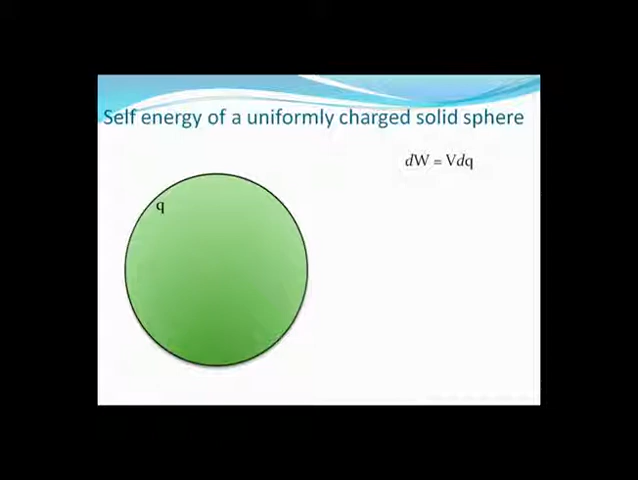 Self energy of a uniformly charged solid sphere
dW = Vdq
q